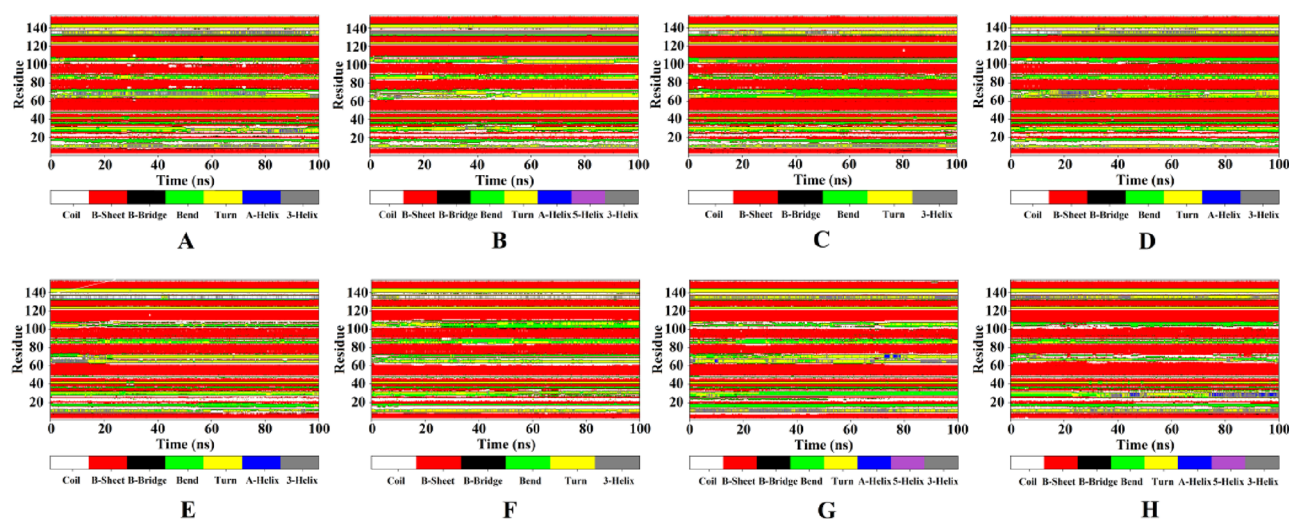 140
120
100
80
60
40
20
Residue
0 20 40 60 80 100
Time (ns)
Coil B-Sheet B-Bridge Bend Turn A-Helix 3-Helix
A
140
120
100
80
60
40
20
Residue
0 20 40 60 80 100
Time (ns)
Coil B-Sheet B-Bridge Bend Turn A-Helix 5-Helix 3-Helix
B
140
120
100
80
60
40
20
Residue
0 20 40 60 80 100
Time (ns)
Coil B-Sheet B-Bridge Bend Turn 3-Helix
C
140
120
100
80
60
40
20
Residue
0 20 40 60 80 100
Time (ns)
Coil B-Sheet B-Bridge Bend Turn A-Helix 3-Helix
D
140
120
100
80
60
40
20
Residue
0 20 40 60 80 100
Time (ns)
Coil B-Sheet B-Bridge Bend Turn A-Helix 3-Helix
E
140
120
100
80
60
40
20
Residue
0 20 40 60 80 100
Time (ns)
Coil B-Sheet B-Bridge Bend Turn 3-Helix
F
140
120
100
80
60
40
20
Residue
0 20 40 60 80 100
Time (ns)
Coil B-Sheet B-Bridge Bend Turn A-Helix 5-Helix 3-Helix
G
140
120
100
80
60
40
20
Residue
0 20 40 60 80 100
Time (ns)
Coil B-Sheet B-Bridge Bend Turn A-Helix 5-Helix 3-Helix
H